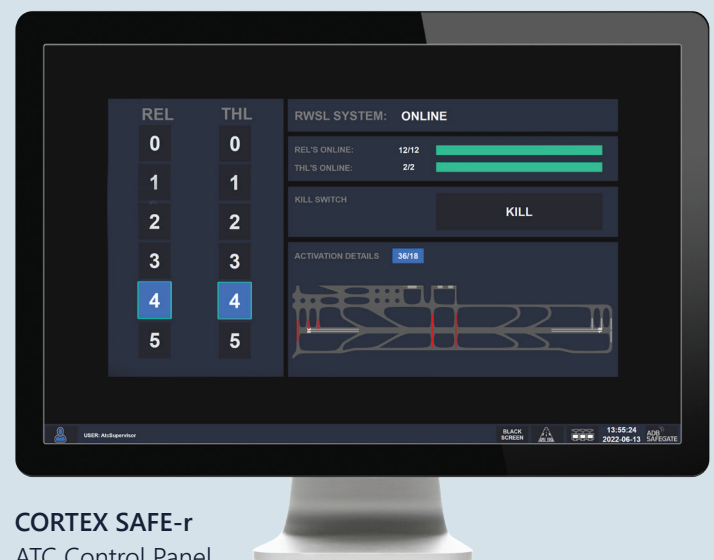 REL THL
0 0
1 1
2 2
3 3
4 4
5 5
RWSL SYSTEM: ONLINE
REL'S ONLINE: 12/12
THL'S ONLINE: 2/2
KILL SWITCH
KILL
ACTIVATION DETAILS 36/18
USER: AtcSupervisor
BLACK
SCREEN
13:55:24
2022-06-13
ADB
SAFEGATE
CORTEX SAFE-r
ATC Control Panel